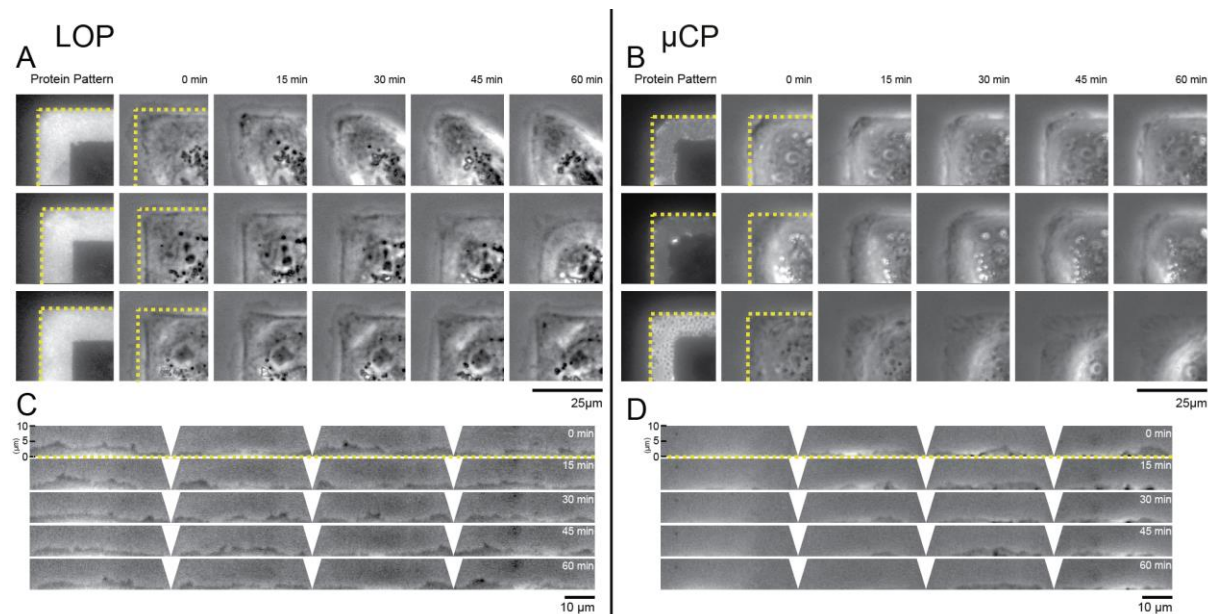 LOP
A
Protein Pattern 0 min 15 min 30 min 45 min 60 min
25µm
µCP
B
Protein Pattern 0 min 15 min 30 min 45 min 60 min
25µm
C
10
5
0
(µm)
0 min
15 min
30 min
45 min
60 min
10 µm
D
10
5
0
(µm)
0 min
15 min
30 min
45 min
60 min
10 µm